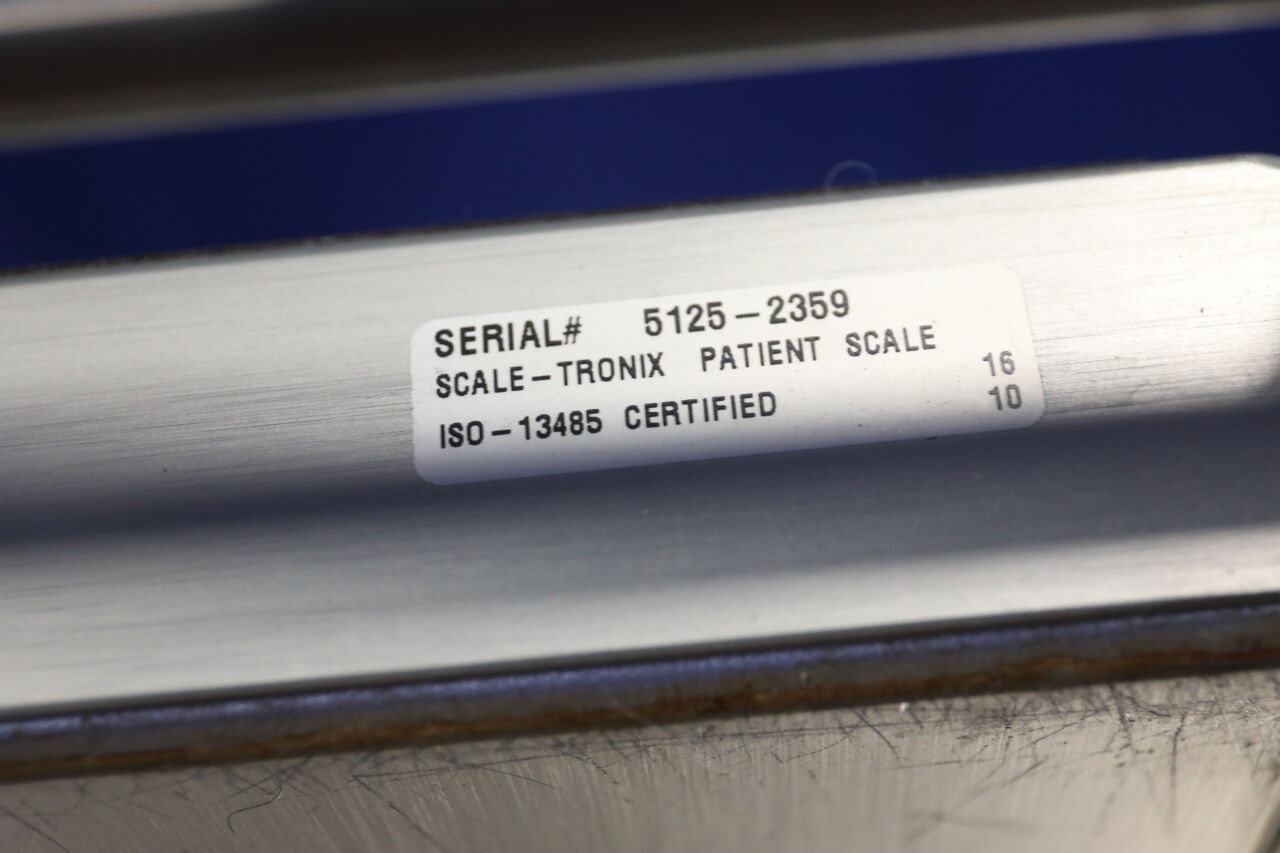 SERIAL# 5125-2359
SCALE-TRONIX PATIENT SCALE
16
ISO-13485 CERTIFIED
10